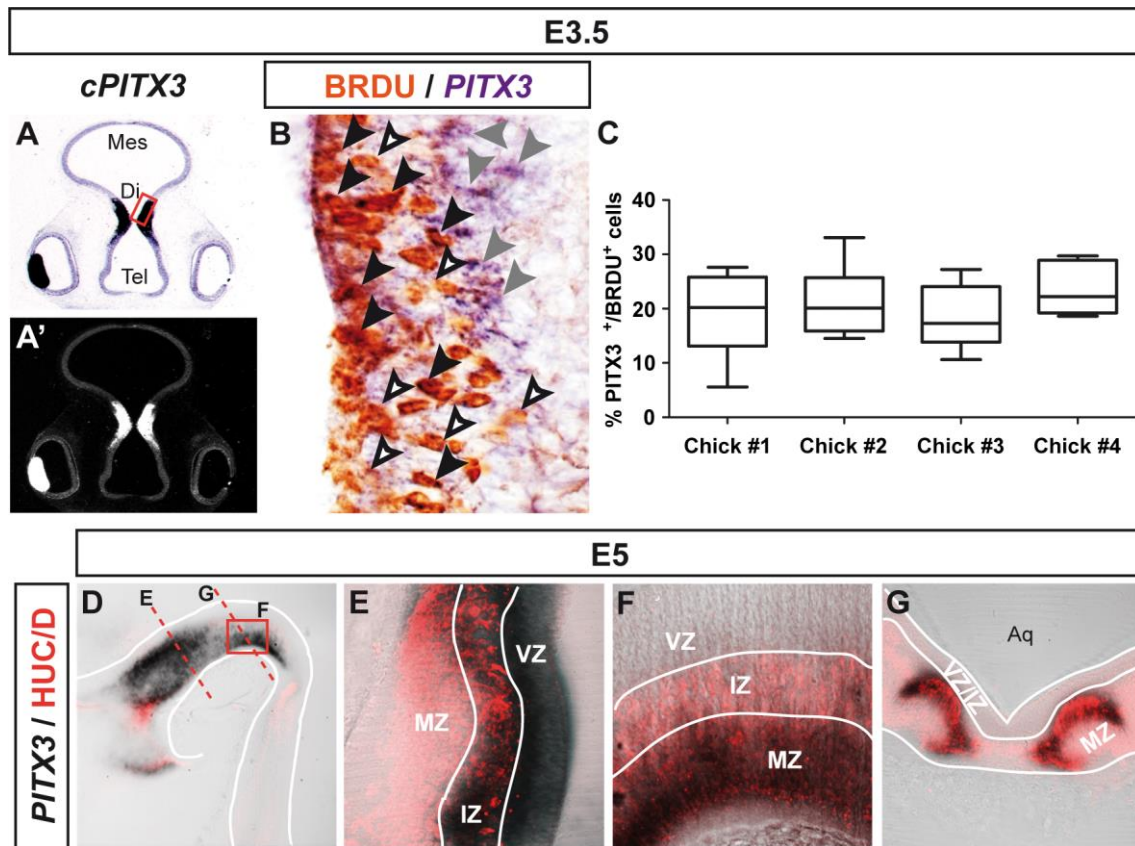 E3.5
cPITX3
BRDU / PITX3
A
Mes
Di
Tel
A'
B
C
% PITX3 +/BRDU+ cells
40
30
20
10
0
Chick #1
Chick #2
Chick #3
Chick #4
E5
PITX3 / HUC/D
D
E
G
F
E
MZ
IZ
VZ
F
VZ
IZ
MZ
G
Aq
VZ/IZ
MZ